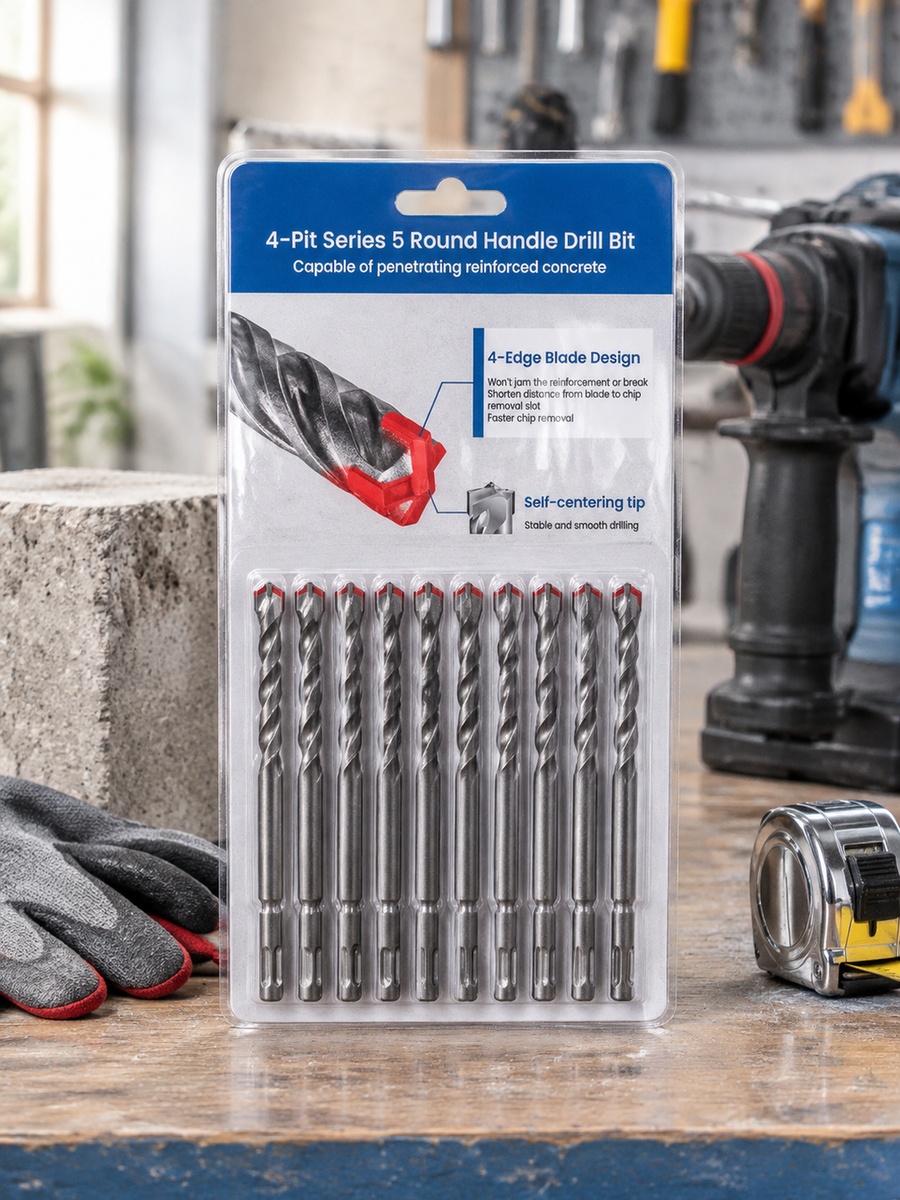 4-Pit Series 5 Round Handle Drill Bit
Capable of penetrating reinforced concrete
4-Edge Blade Design
Won't jam the reinforcement or break
Shorten distance from blade to chip
removal slot
Faster chip removal
Self-centering tip
Stable and smooth drilling